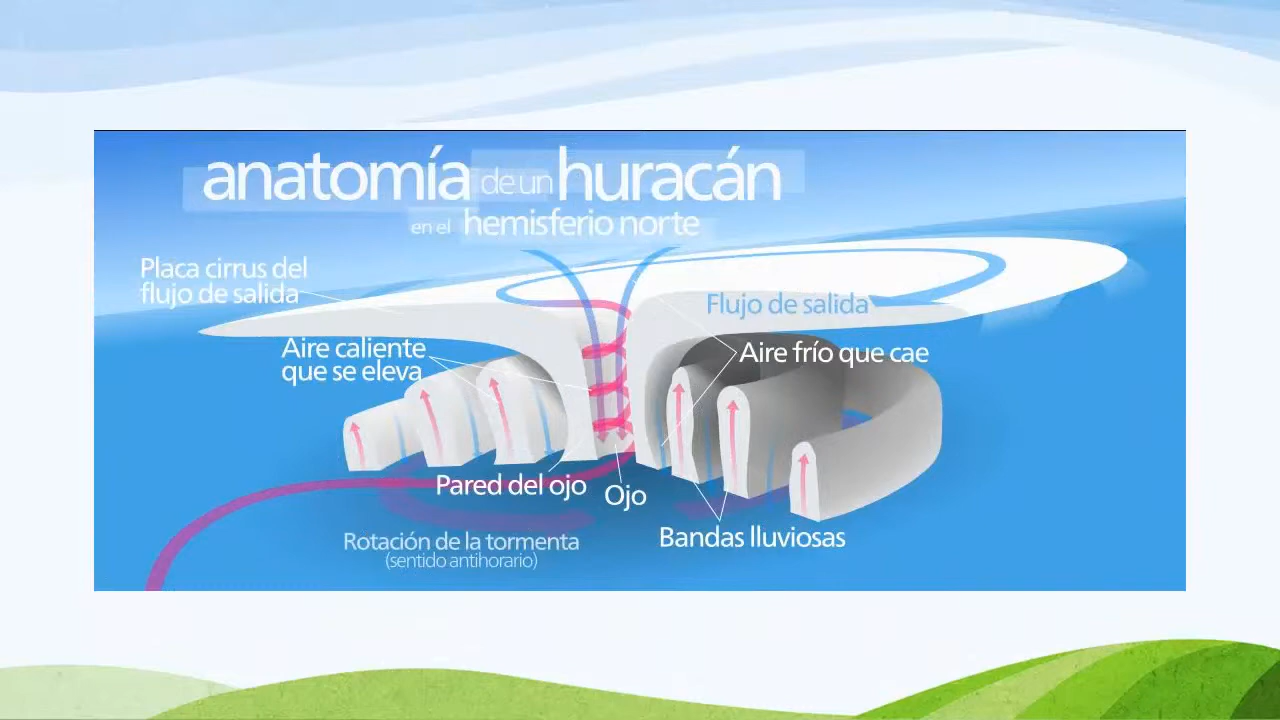 anatomía de un huracán
en el hemisferio norte
Placa cirrus del
flujo de salida
Flujo de salida
Aire caliente
que se eleva
Aire frío que cae
Pared del ojo
Ojo
Bandas lluviosas
Rotación de la tormenta
(sentido antihorario)